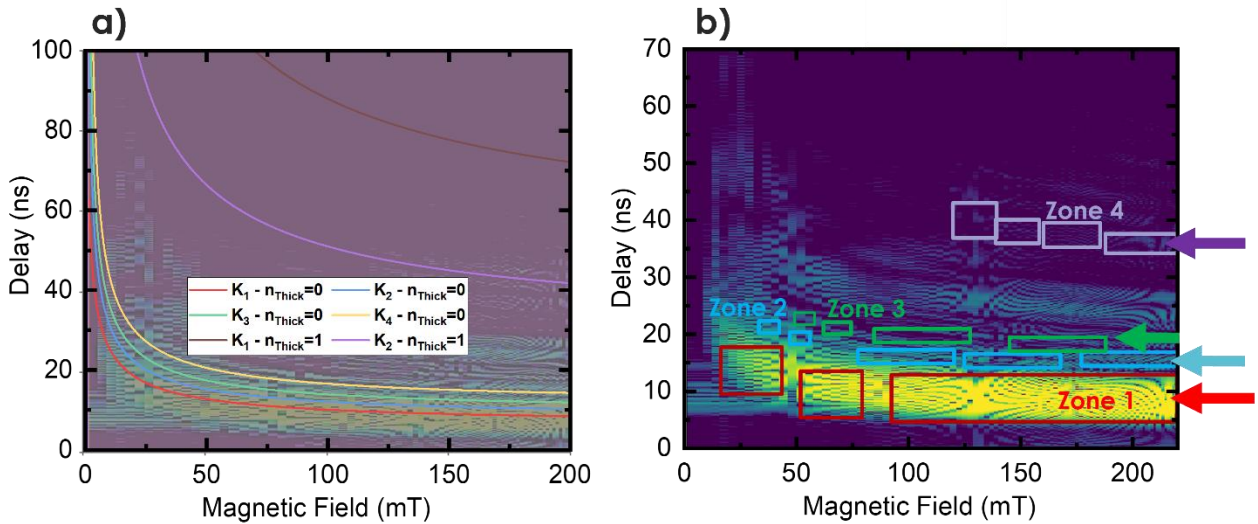 a)
100
80
60
40
20
0
Delay (ns)
K1 - nThick=0 K2 - nThick=0
K3 - nThick=0 K4 - nThick=0
K1 - nThick=1 K2 - nThick=1
0 50 100 150 200
Magnetic Field (mT)
b)
70
60
50
40
30
20
10
0
Delay (ns)
Zone 4
Zone 2
Zone 3
Zone 1
0 50 100 150 200
Magnetic Field (mT)